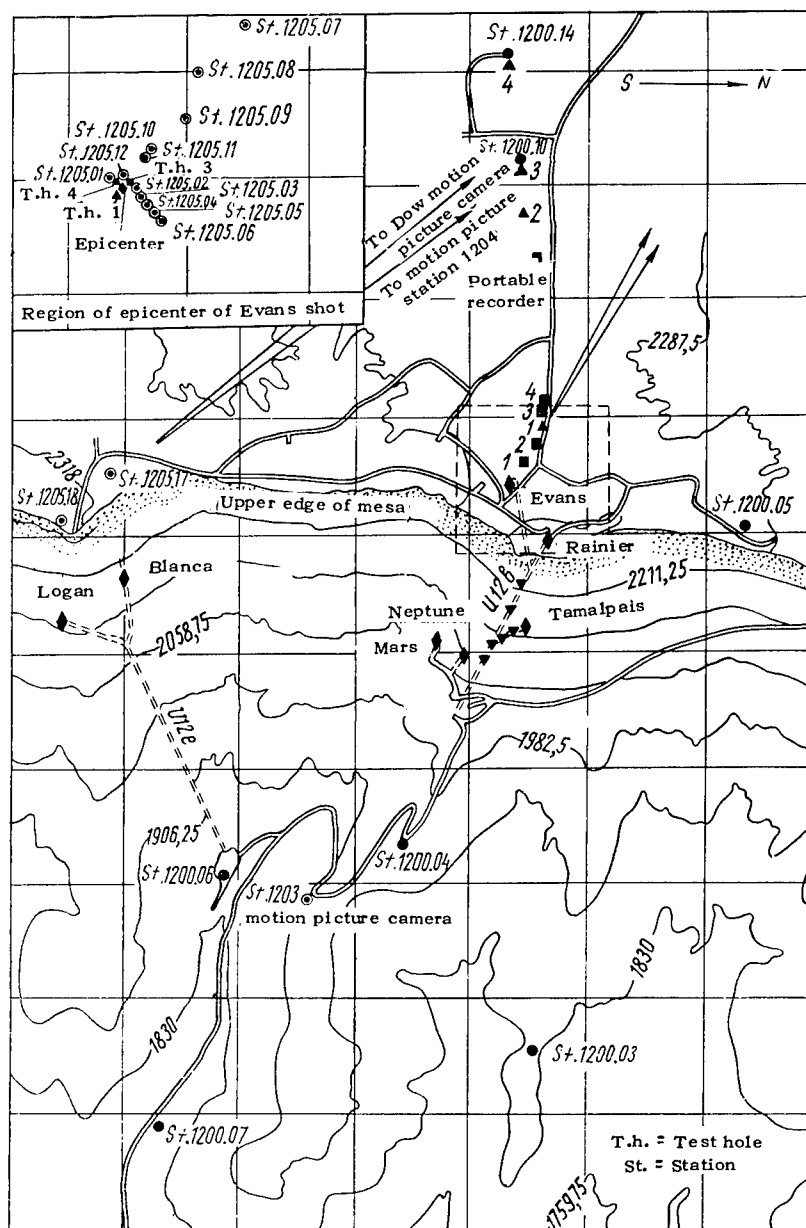 St.1205.07
St.1205.08
St.1205.09
St.1205.10
St.1205.11
St.1205.12
T.h. 3
St.1205.01
St.1205.02
St.1205.03
T.h. 4
St.1205.04
St.1205.05
T.h. 1
St.1205.06
Epicenter
Region of epicenter of Evans shot
St.1200.14
4
S
N
St.1200.10
3
To Dow motion
picture camera
2
To motion picture
station 1204
Portable
recorder
2287,5
4
3
1
2
1
2318
St.1205.17
St.1205.18
Upper edge of mesa
Evans
St.1200.05
Rainier
Blanca
2211,25
Logan
U12b
Neptune
Tamalpais
2058,75
Mars
U12e
1982,5
1906,25
St.1200.04
St.1200.06
St.1203
motion picture camera
1830
1830
St.1200.03
St.1200.07
T.h. = Test hole
St. = Station
1759,75